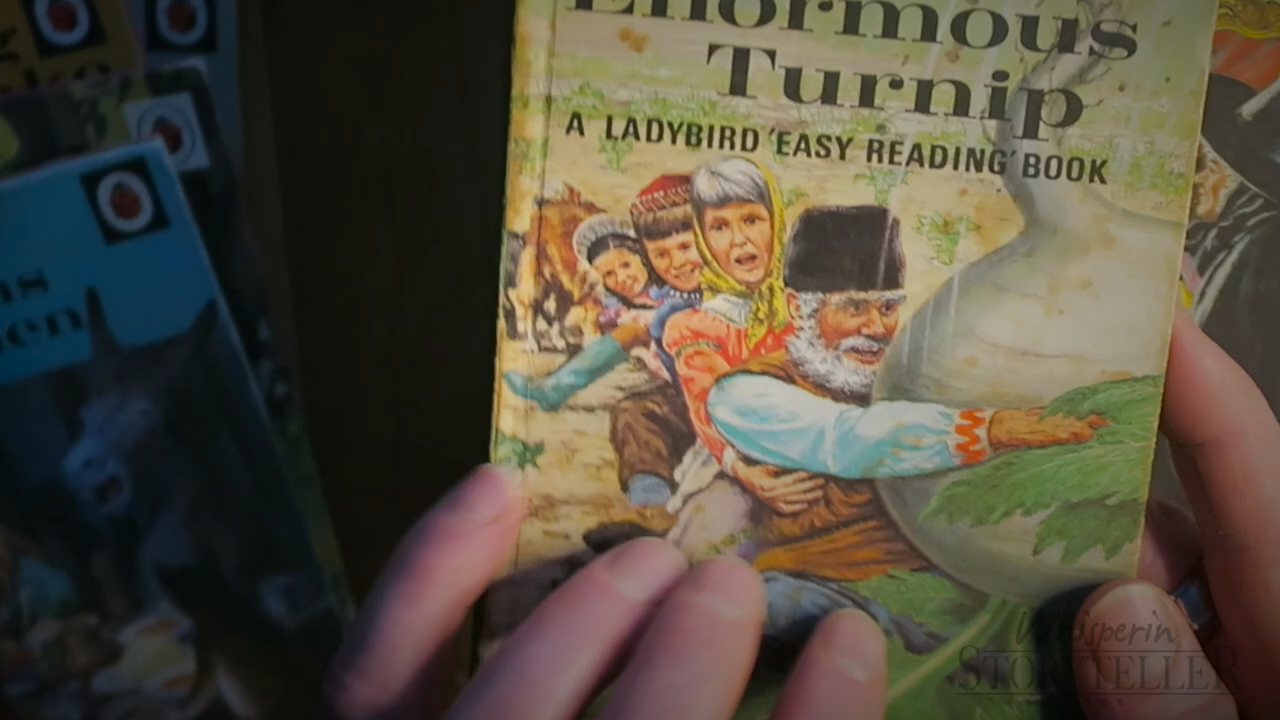 Enormous
Turnip
A LADYBIRD 'EASY READING' BOOK
Whisperin
STORYTELLER